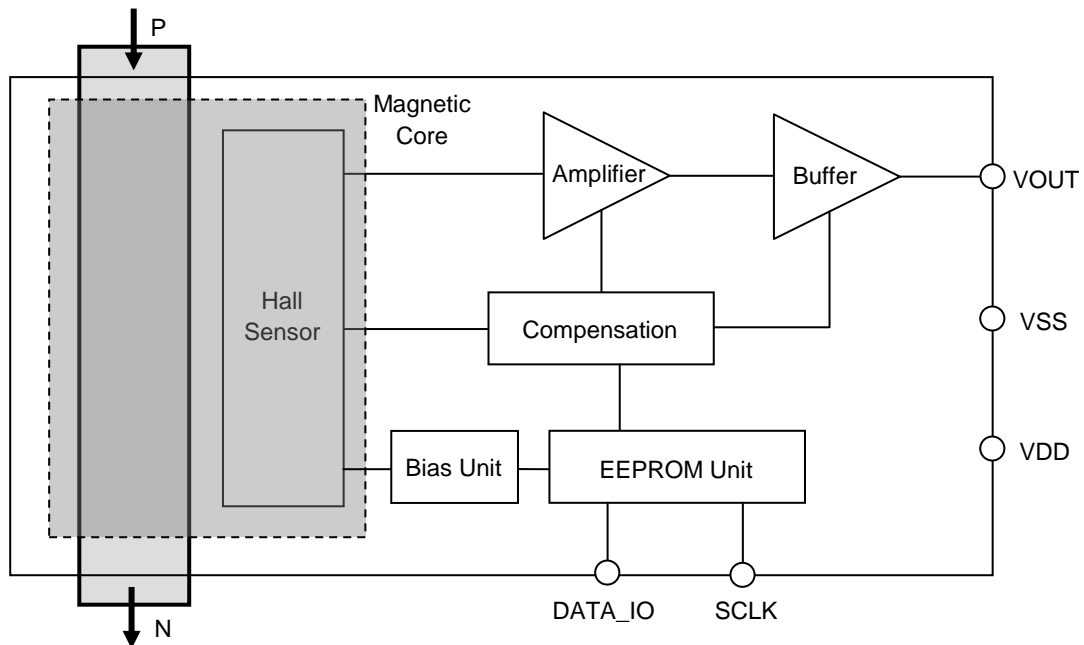 P
Magnetic
Core
Amplifier
Buffer
VOUT
Hall
Sensor
Compensation
VSS
Bias Unit
EEPROM Unit
VDD
DATA_IO
SCLK
N